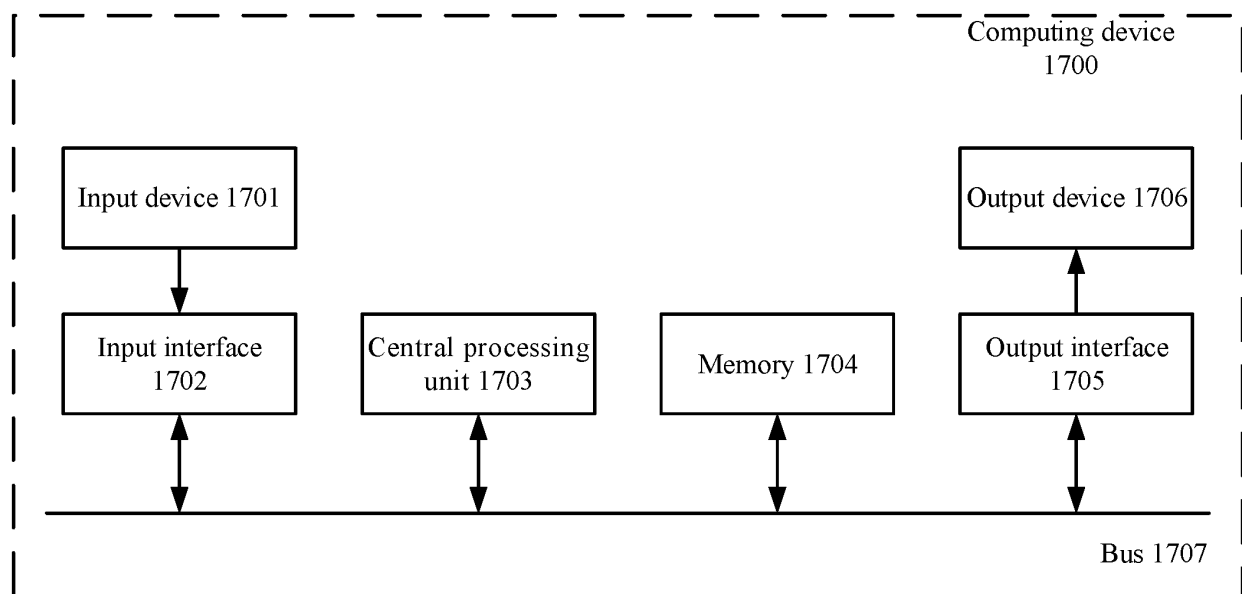 Computing device
1700
Input device 1701
Output device 1706
Input interface
1702
Central processing
unit 1703
Memory 1704
Output interface
1705
Bus 1707